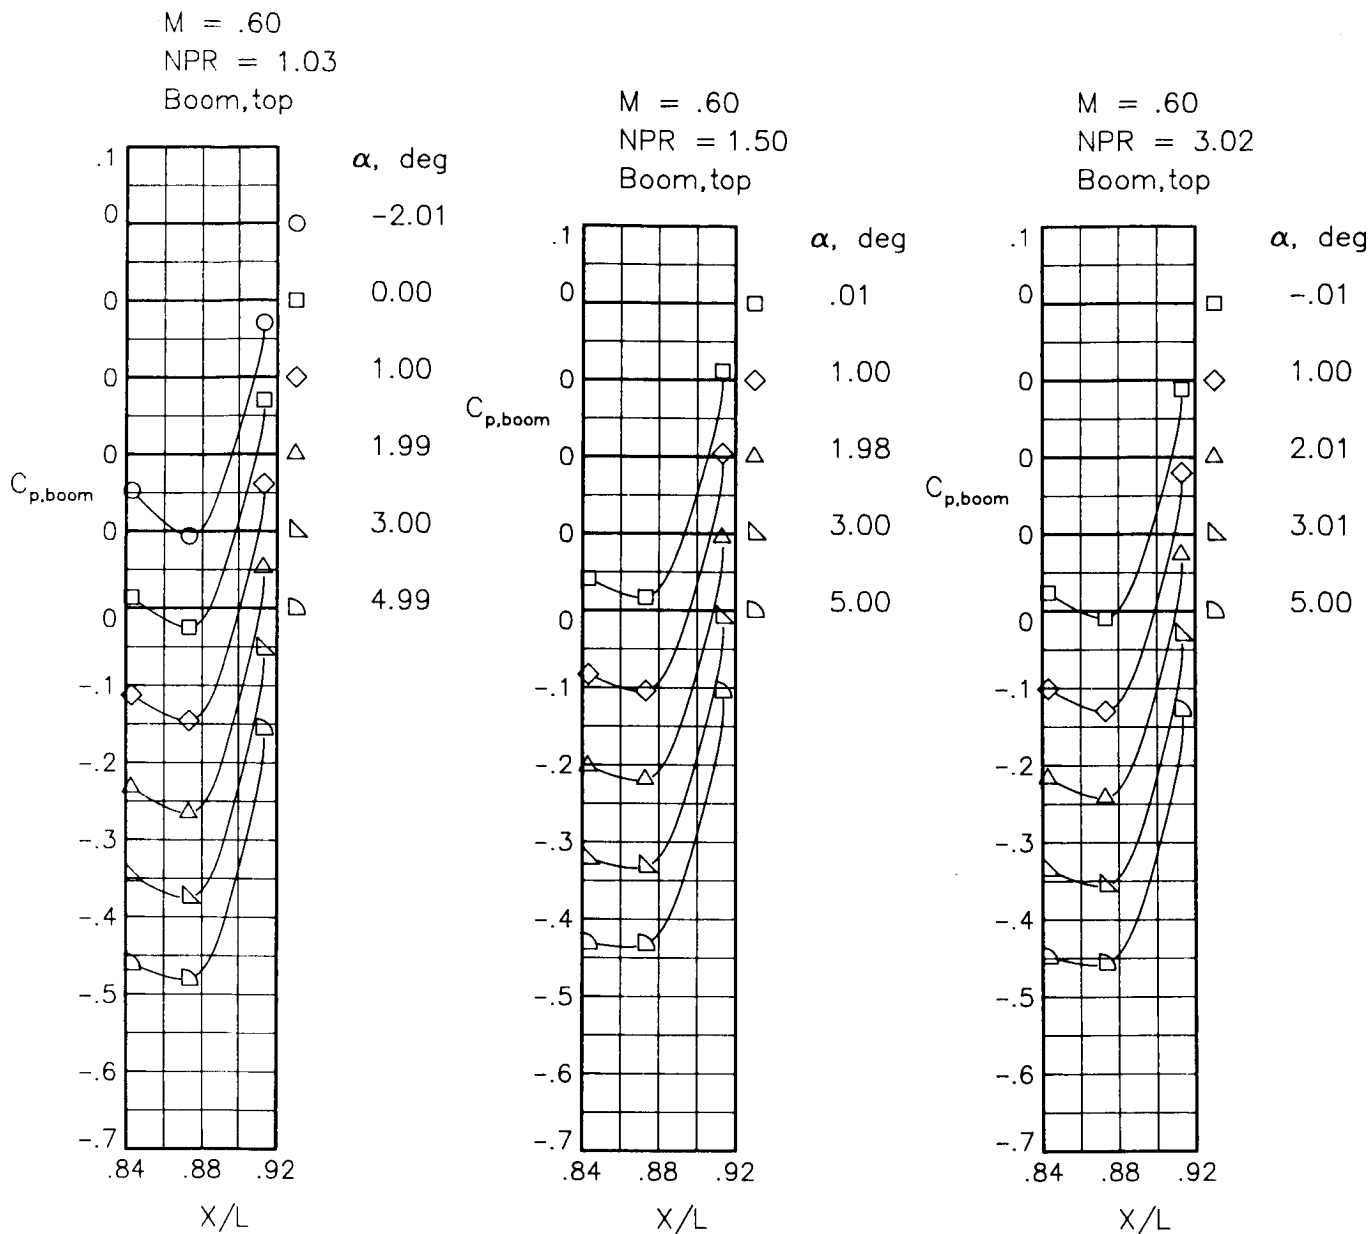 M = .60
NPR = 1.03
Boom,top
α, deg
.1
0 -2.01
0 0.00
0 1.00
0 1.99
C p,boom
0 3.00
0 4.99
-.1
-.2
-.3
-.4
-.5
-.6
-.7
.84 .88 .92
X/L
M = .60
NPR = 1.50
Boom,top
α, deg
.1
0 .01
0 1.00
C p,boom
0 1.98
0 3.00
0 5.00
-.1
-.2
-.3
-.4
-.5
-.6
-.7
.84 .88 .92
X/L
M = .60
NPR = 3.02
Boom,top
α, deg
.1
0 -.01
0 1.00
0 2.01
C p,boom
0 3.01
0 5.00
-.1
-.2
-.3
-.4
-.5
-.6
-.7
.84 .88 .92
X/L